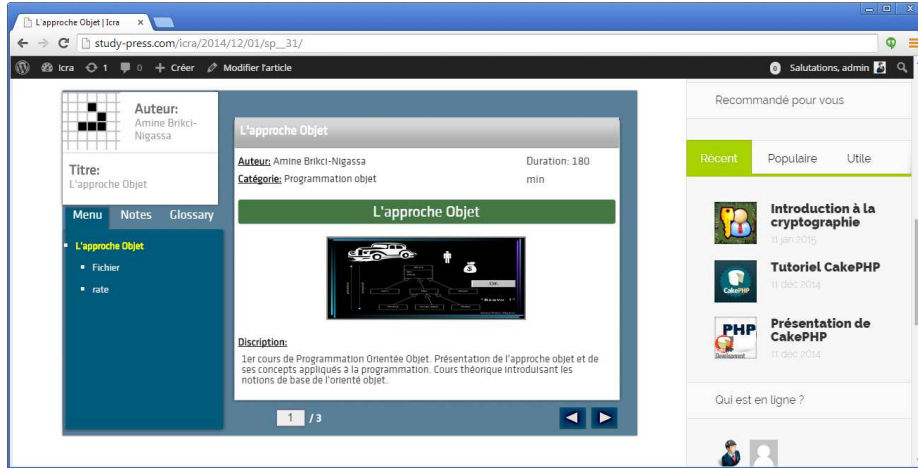 L'approche Objet | Icra
study-press.com/icra/2014/12/01/sp__31/
Icra 1 0 + Créer Modifier l'article
0 Salutations, admin
Auteur:
Amine Brikci-
Nigassa
Titre:
L'approche Objet
Menu Notes Glossary
L'approche Objet
Fichier
rate
L'approche Objet
Auteur: Amine Brikci-Nigassa
Duration: 180
min
Catégorie: Programmation objet
L'approche Objet
Discription:
1er cours de Programmation Orientée Objet. Présentation de l'approche objet et de
ses concepts appliqués à la programmation. Cours théorique introduisant les
notions de base de l'orienté objet.
1 / 3
Recommandé pour vous
Récent Populaire Utile
Introduction à la
cryptographie
11 jan 2015
Tutoriel CakePHP
11 déc 2014
CakePHP
Présentation de
CakePHP
11 déc 2014
PHP
Development
Qui est en ligne ?